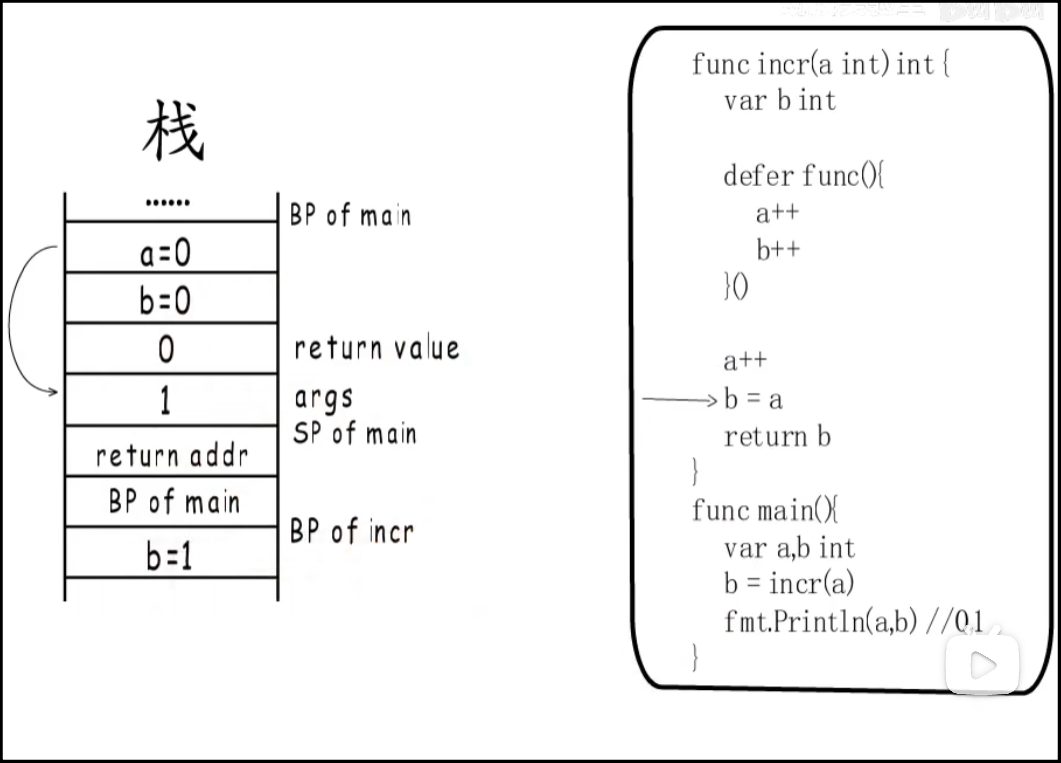 栈
......
BP of main
a=0
b=0
0
return value
1
args
SP of main
return addr
BP of main
BP of incr
b=1
func incr(a int) int {
var b int
defer func(){
a++
b++
}()
a++
b = a
return b
}
func main(){
var a,b int
b = incr(a)
fmt.Println(a,b) //0,1
}